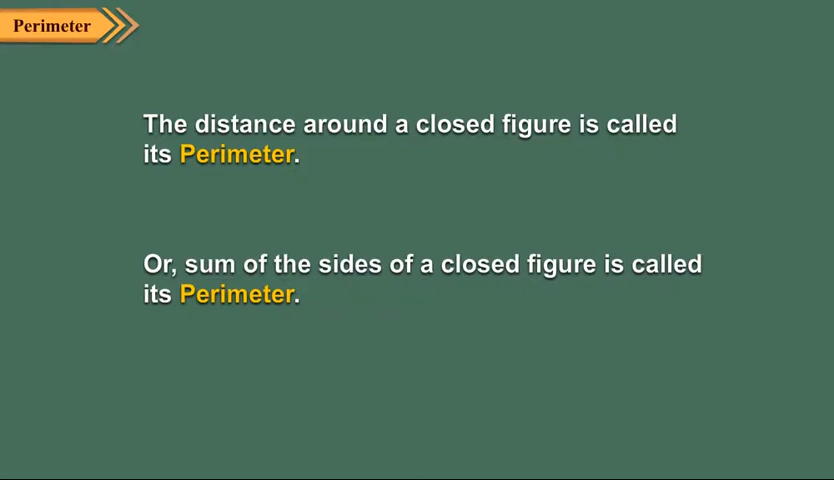 Perimeter
The distance around a closed figure is called
its Perimeter.
Or, sum of the sides of a closed figure is called
its Perimeter.